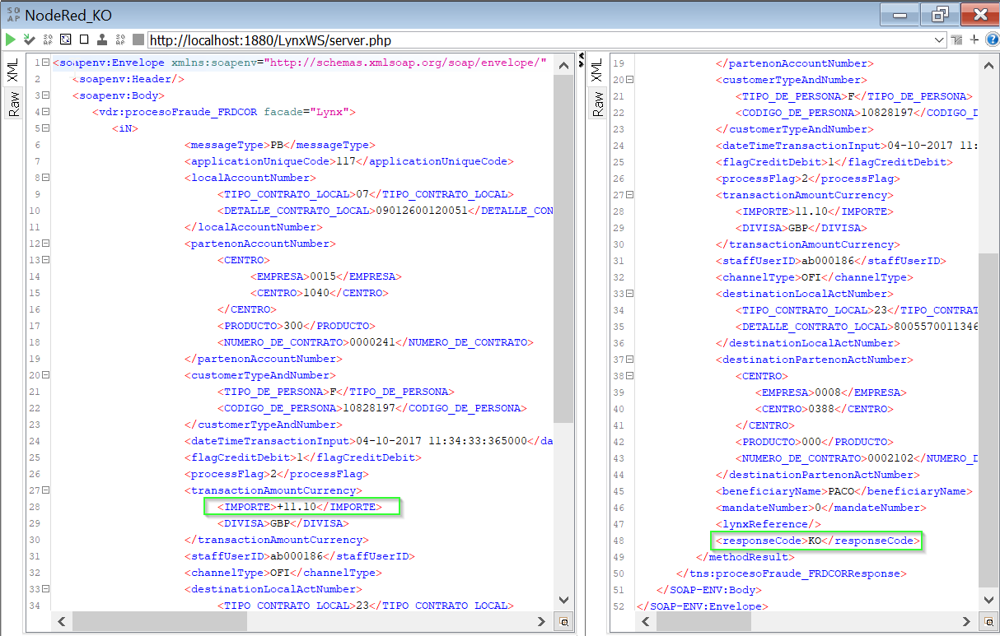 SO AP NodeRed_KO
http://localhost:1880/LynxWS/server.php
XML
Raw
1 <soapenv:Envelope xmlns:soapenv="http://schemas.xmlsoap.org/soap/envelope/"
2 <soapenv:Header/>
3 <soapenv:Body>
4 <vdr:procesoFraude_FRDCOR facade="Lynx">
5 <iN>
6 <messageType>PB</messageType>
7 <applicationUniqueCode>117</applicationUniqueCode>
8 <localAccountNumber>
9 <TIPO_CONTRATO_LOCAL>07</TIPO_CONTRATO_LOCAL>
10 <DETALLE_CONTRATO_LOCAL>09012600120051</DETALLE_CON
11 </localAccountNumber>
12 <partenonAccountNumber>
13 <CENTRO>
14 <EMPRESA>0015</EMPRESA>
15 <CENTRO>1040</CENTRO>
16 </CENTRO>
17 <PRODUCTO>300</PRODUCTO>
18 <NUMERO_DE_CONTRATO>0000241</NUMERO_DE_CONTRATO>
19 </partenonAccountNumber>
20 <customerTypeAndNumber>
21 <TIPO_DE_PERSONA>F</TIPO_DE_PERSONA>
22 <CODIGO_DE_PERSONA>10828197</CODIGO_DE_PERSONA>
23 </customerTypeAndNumber>
24 <dateTimeTransactionInput>04-10-2017 11:34:33:365000</da
25 <flagCreditDebit>1</flagCreditDebit>
26 <processFlag>2</processFlag>
27 <transactionAmountCurrency>
28 <IMPORTE>+11.10</IMPORTE>
29 <DIVISA>GBP</DIVISA>
30 </transactionAmountCurrency>
31 <staffUserID>ab000186</staffUserID>
32 <channelType>OFI</channelType>
33 <destinationLocalActNumber>
34 <TIPO_CONTRATO_LOCAL>23</TIPO_CONTRATO_LOCAL>
XML
Raw
19 </partenonAccountNumber>
20 <customerTypeAndNumber>
21 <TIPO_DE_PERSONA>F</TIPO_DE_PERSONA>
22 <CODIGO_DE_PERSONA>10828197</CODIGO_D
23 </customerTypeAndNumber>
24 <dateTimeTransactionInput>04-10-2017 11:
25 <flagCreditDebit>1</flagCreditDebit>
26 <processFlag>2</processFlag>
27 <transactionAmountCurrency>
28 <IMPORTE>11.10</IMPORTE>
29 <DIVISA>GBP</DIVISA>
30 </transactionAmountCurrency>
31 <staffUserID>ab000186</staffUserID>
32 <channelType>OFI</channelType>
33 <destinationLocalActNumber>
34 <TIPO_CONTRATO_LOCAL>23</TIPO_CONTRAT
35 <DETALLE_CONTRATO_LOCAL>8005570011346
36 </destinationLocalActNumber>
37 <destinationPartenonActNumber>
38 <CENTRO>
39 <EMPRESA>0008</EMPRESA>
40 <CENTRO>0388</CENTRO>
41 </CENTRO>
42 <PRODUCTO>000</PRODUCTO>
43 <NUMERO_DE_CONTRATO>0002102</NUMERO_D
44 </destinationPartenonActNumber>
45 <beneficiaryName>PACO</beneficiaryName>
46 <mandateNumber>0</mandateNumber>
47 <lynxReference/>
48 <responseCode>KO</responseCode>
49 </methodResult>
50 </tns:procesoFraude_FRDCORResponse>
51 </SOAP-ENV:Body>
52 </SOAP-ENV:Envelope>